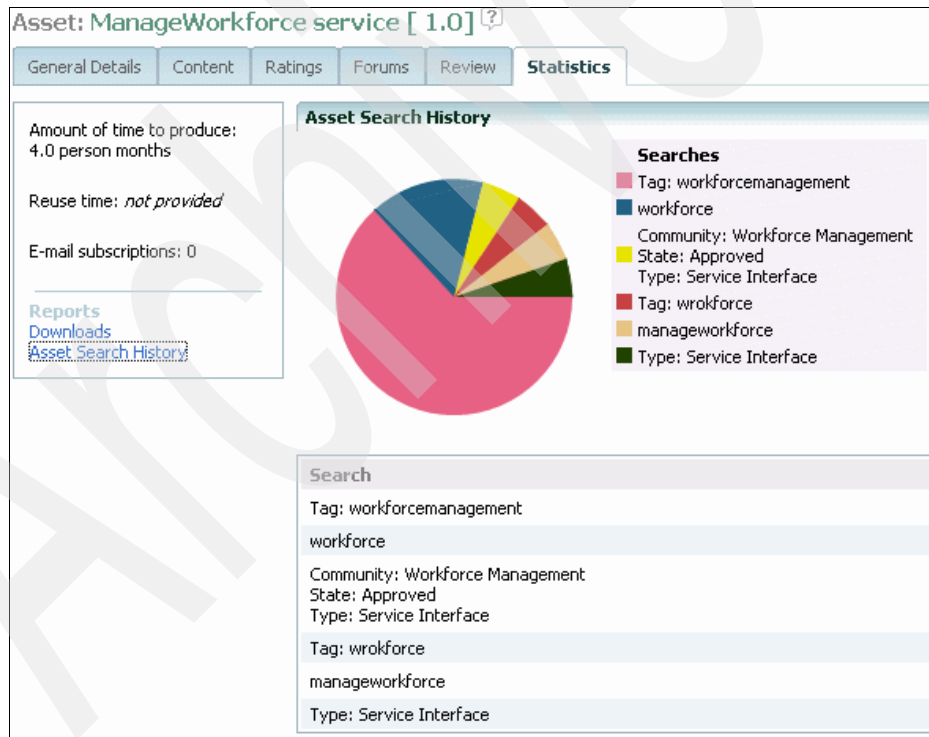 Asset: ManageWorkforce service [ 1.0] ?
General Details
Content
Ratings
Forums
Review
Statistics
Amount of time to produce:
4.0 person months
Reuse time: not provided
E-mail subscriptions: 0
Reports
Downloads
Asset Search History
Asset Search History
Searches
Tag: workforcemanagement
workforce
Community: Workforce Management
State: Approved
Type: Service Interface
Tag: wrokforce
manageworkforce
Type: Service Interface
Search
Tag: workforcemanagement
workforce
Community: Workforce Management
State: Approved
Type: Service Interface
Tag: wrokforce
manageworkforce
Type: Service Interface
Archive